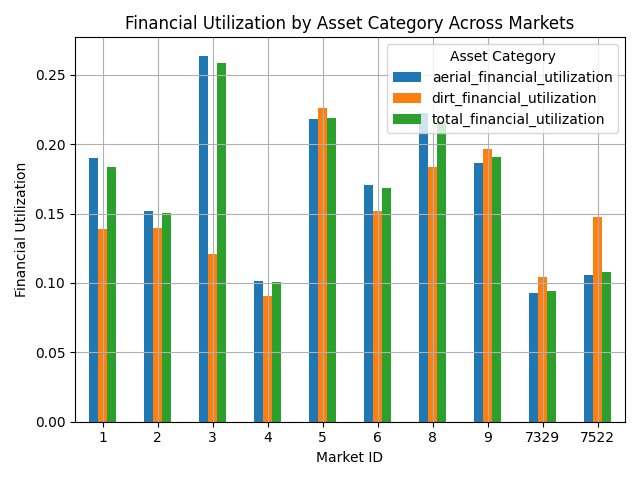 Financial Utilization by Asset Category Across Markets
Asset Category
aerial_financial_utilization
dirt_financial_utilization
total_financial_utilization
Financial Utilization
0.25
0.20
0.15
0.10
0.05
0.00
1 2 3 4 5 6 8 9 7329 7522
Market ID